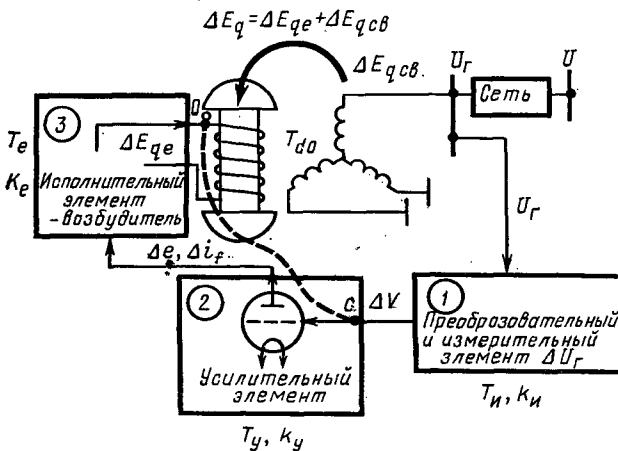 ΔE_q = ΔE_qe + ΔE_qсв
ΔE_qсв.
U_Г
U
Сеть
3
О
T_e
K_e
ΔE_qe
Исполнительный
элемент
-возбудитель
T_do
U_Г
Δe, Δi_f
2
G
ΔV
1
Усилительный
элемент
Преобразовательный
и измерительный
элемент ΔU_Г
T_у, k_у
T_и, k_и